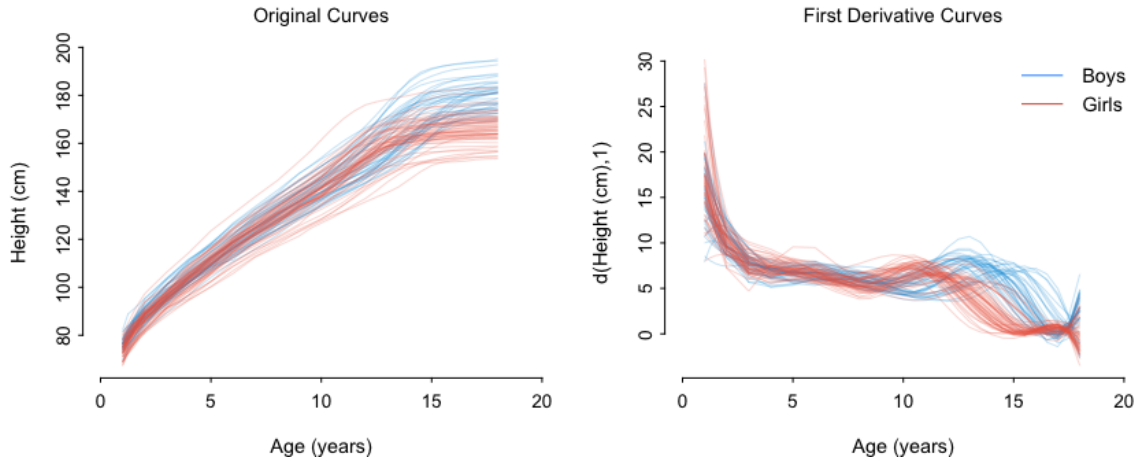 Original Curves
Height (cm)
200
180
160
140
120
100
80
0 5 10 15 20
Age (years)
First Derivative Curves
d(Height (cm),1)
30
25
20
15
10
5
0
Boys
Girls
0 5 10 15 20
Age (years)